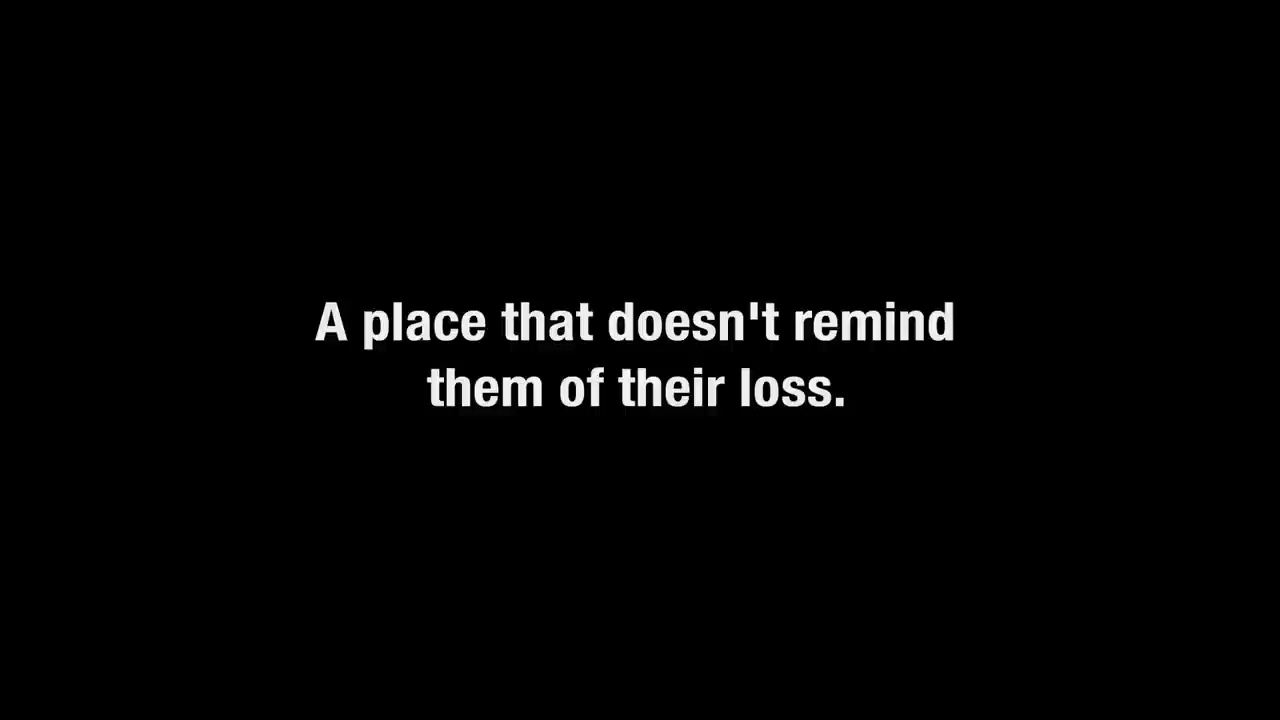 A place that doesn't remind
them of their loss.